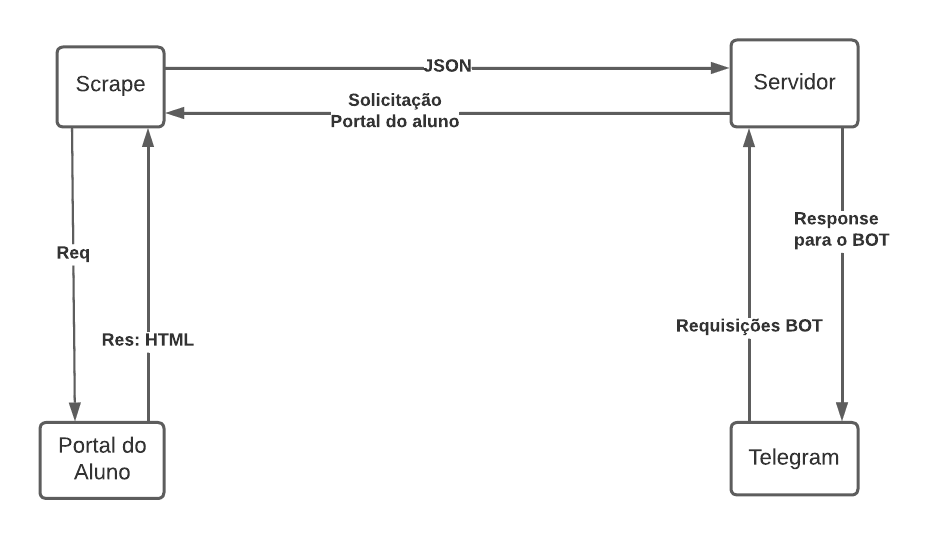 JSON
Scrape
Servidor
Solicitação
Portal do aluno
Response
para o BOT
Req
Requisições BOT
Res: HTML
Portal do
Aluno
Telegram